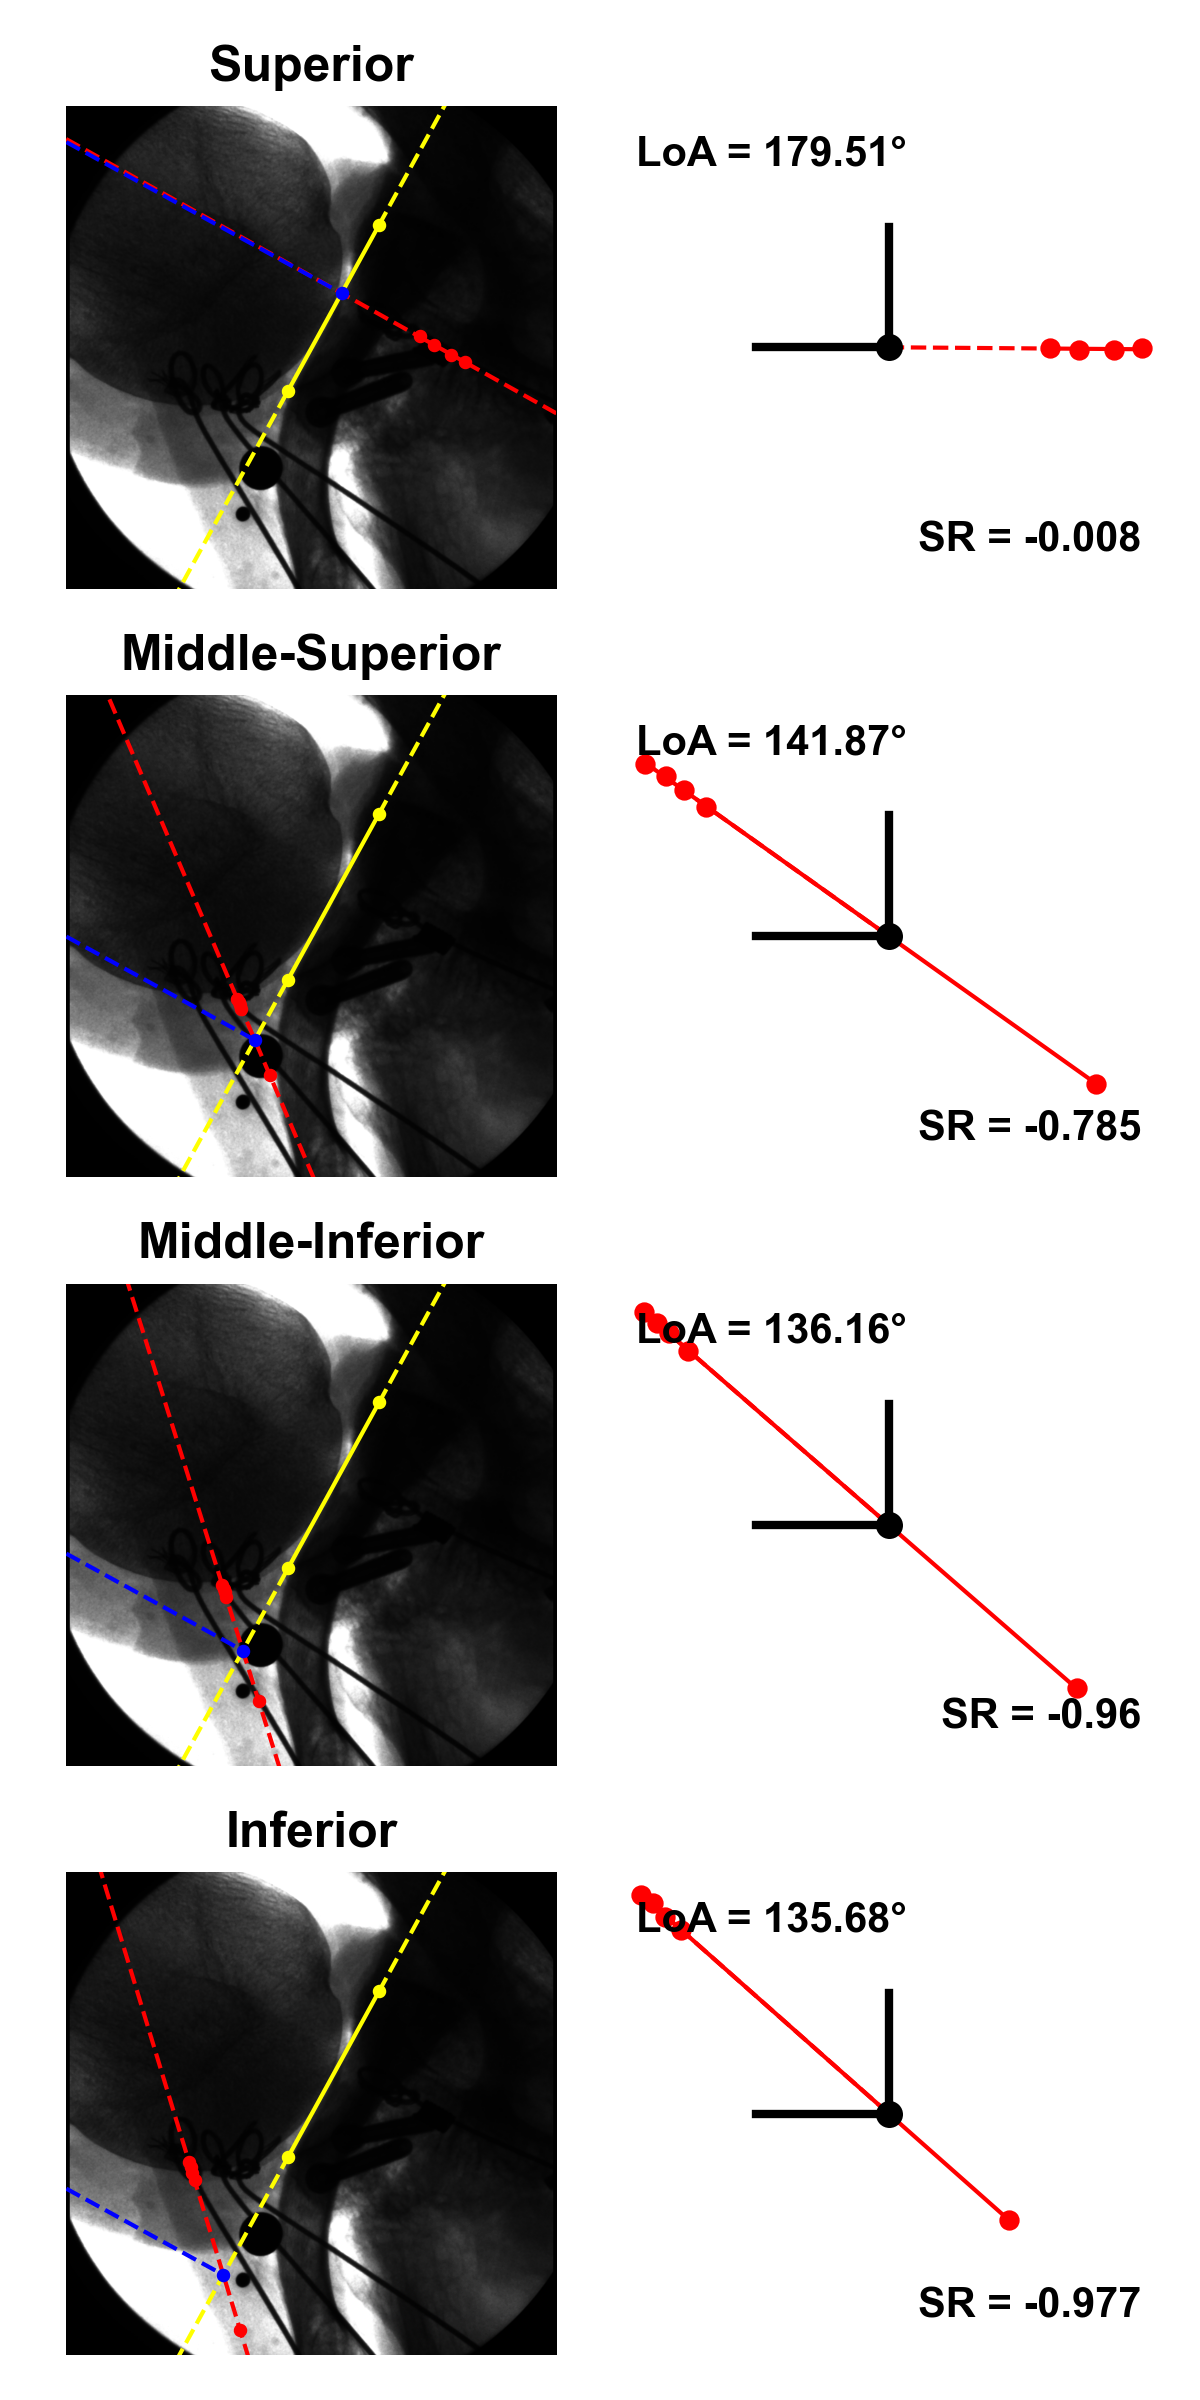 Superior
LoA = 179.51°
SR = -0.008
Middle-Superior
LoA = 141.87°
SR = -0.785
Middle-Inferior
LoA = 136.16°
SR = -0.96
Inferior
LoA = 135.68°
SR = -0.977